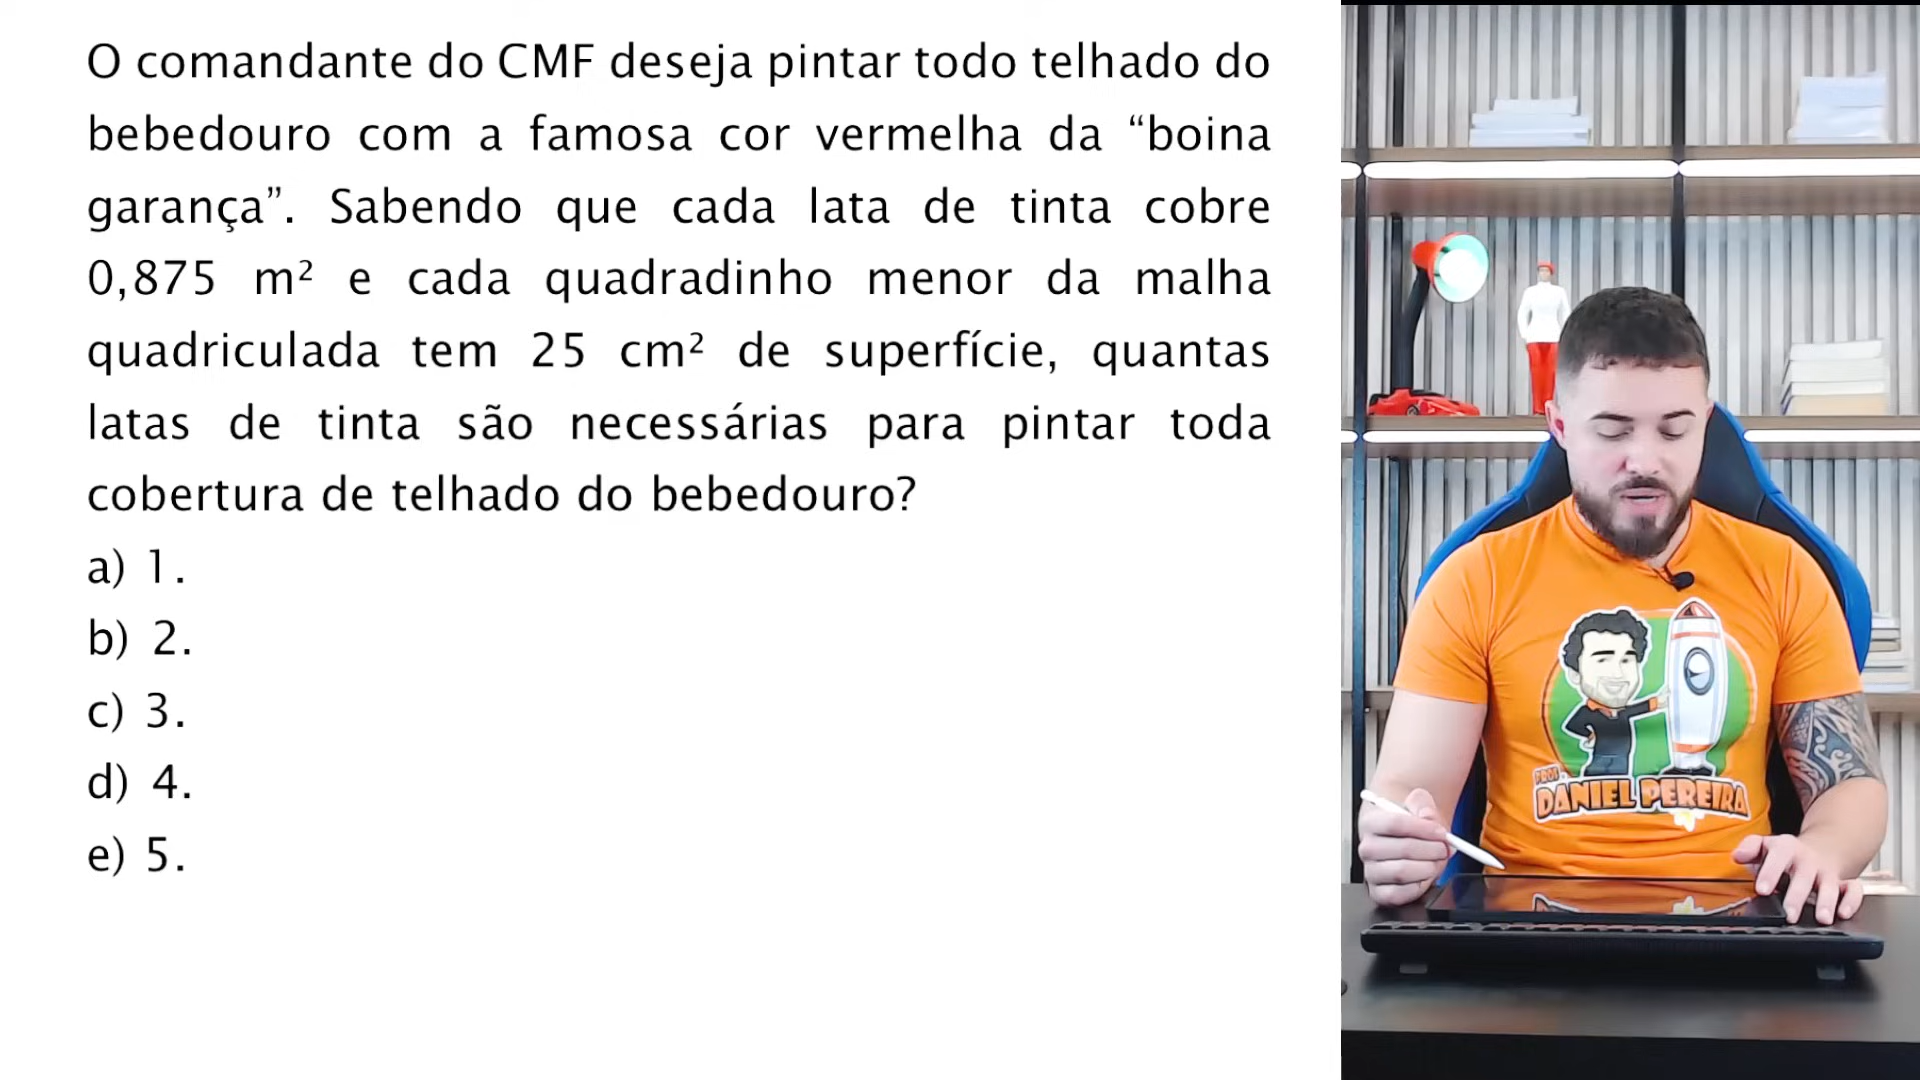 O comandante do CMF deseja pintar todo telhado do
bebedouro com a famosa cor vermelha da “boina
garança”. Sabendo que cada lata de tinta cobre
0,875 m² e cada quadradinho menor da malha
quadriculada tem 25 cm² de superfície, quantas
latas de tinta são necessárias para pintar toda
cobertura de telhado do bebedouro?
a) 1.
b) 2.
c) 3.
d) 4.
e) 5.
PROF.
DANIEL PEREIRA